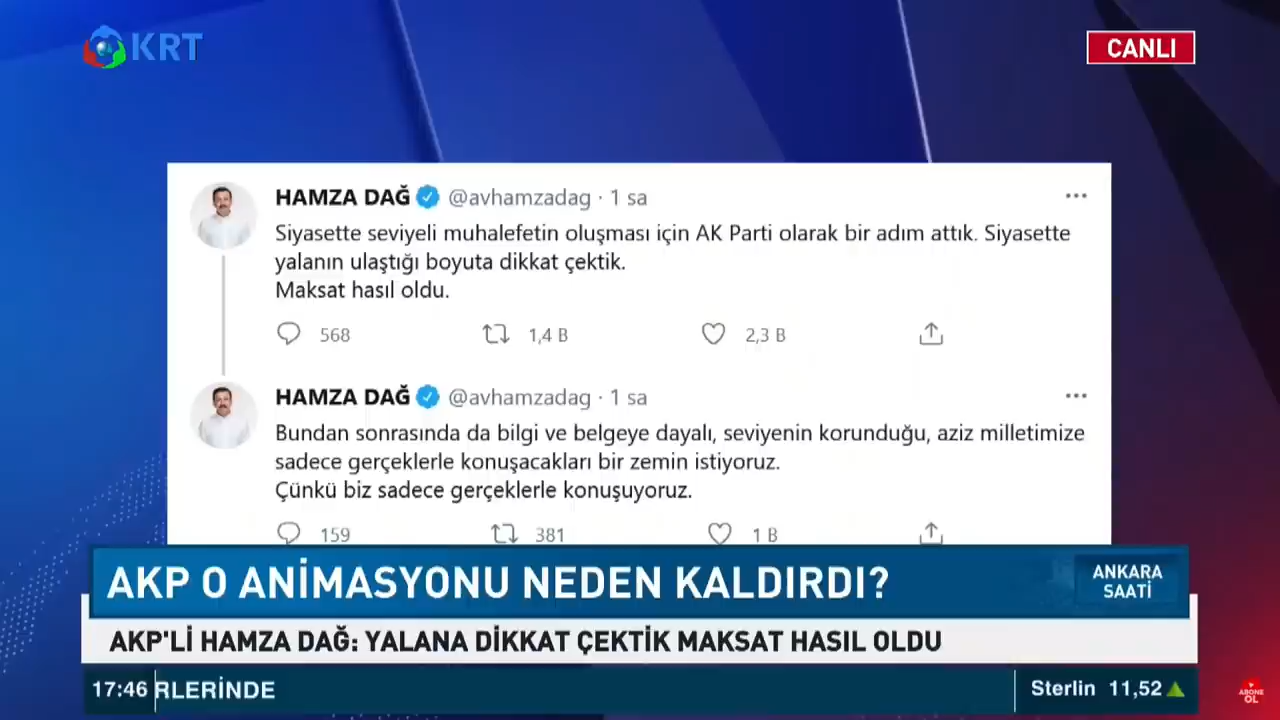 KRT
CANLI
HAMZA DAĞ @avhamzadag · 1 sa
Siyasette seviyeli muhalefetin oluşması için AK Parti olarak bir adım attık. Siyasette
yalanın ulaştığı boyuta dikkat çektik.
Maksat hasıl oldu.
568 1,4 B 2,3 B
HAMZA DAĞ @avhamzadag · 1 sa
Bundan sonrasında da bilgi ve belgeye dayalı, seviyenin korunduğu, aziz milletimize
sadece gerçeklerle konuşacakları bir zemin istiyoruz.
Çünkü biz sadece gerçeklerle konuşuyoruz.
159 381 1 B
AKP O ANİMASYONU NEDEN KALDIRDI?
ANKARA
SAATİ
AKP'Lİ HAMZA DAĞ: YALANA DİKKAT ÇEKTİK MAKSAT HASIL OLDU
17:46 RLERİNDE Sterlin 11,52
ABONE
OL